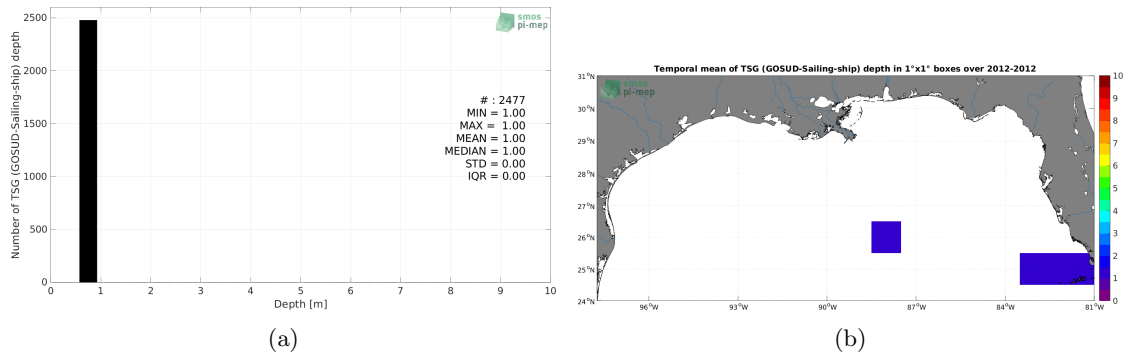 2500
2000
1500
1000
500
0
Number of TSG (GOSUD-Sailing-ship) depth
smos
pi-mep
# : 2477
MIN = 1.00
MAX = 1.00
MEAN = 1.00
MEDIAN = 1.00
STD = 0.00
IQR = 0.00
0 1 2 3 4 5 6 7 8 9 10
Depth [m]
(a)
Temporal mean of TSG (GOSUD-Sailing-ship) depth in 1°x1° boxes over 2012-2012
smos
pi-mep
31°N
30°N
29°N
28°N
27°N
26°N
25°N
24°N
96°W 93°W 90°W 87°W 84°W 81°W
10
9
8
7
6
5
4
3
2
1
0
(b)